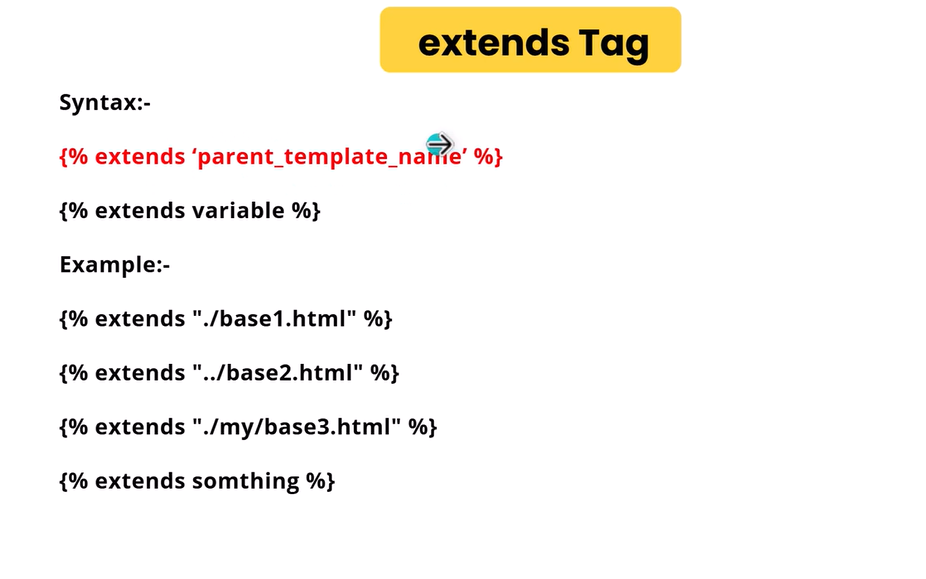 extends Tag
Syntax:-
{% extends ‘parent_template_name’ %}
{% extends variable %}
Example:-
{% extends "./base1.html" %}
{% extends "../base2.html" %}
{% extends "./my/base3.html" %}
{% extends somthing %}